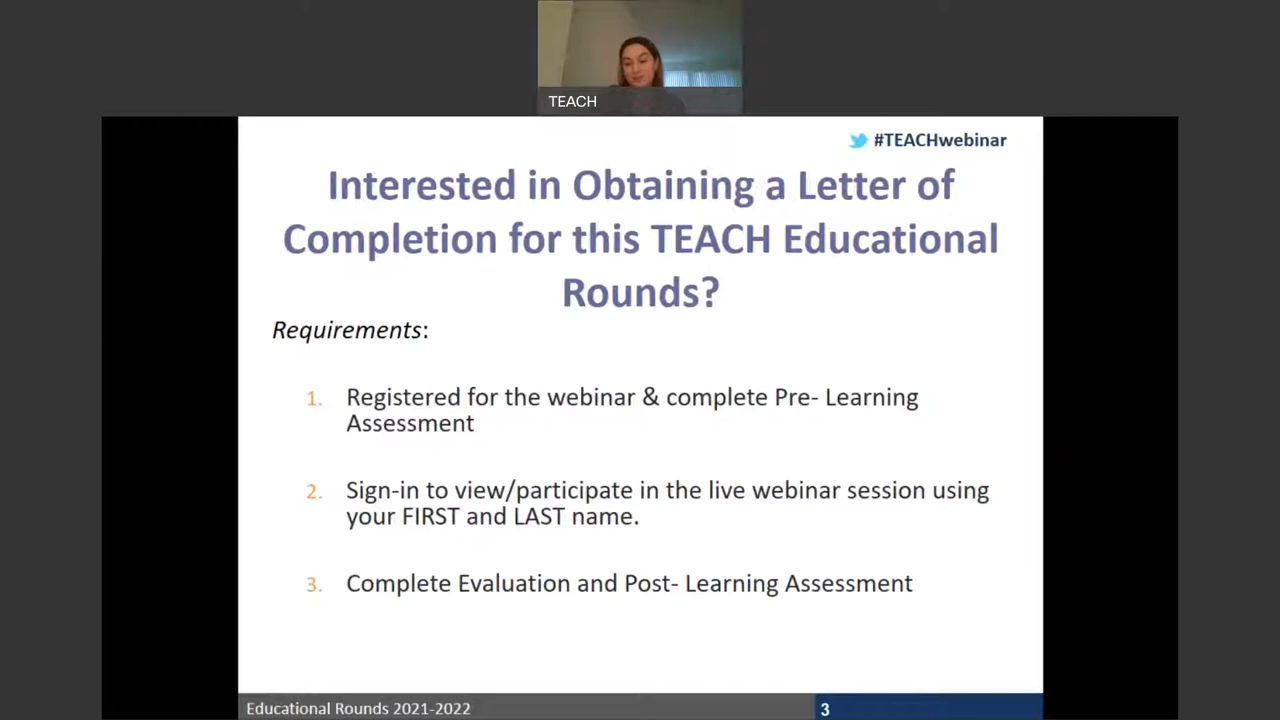 TEACH
#TEACHwebinar
Interested in Obtaining a Letter of
Completion for this TEACH Educational
Rounds?
Requirements:
1. Registered for the webinar & complete Pre- Learning
Assessment
2. Sign-in to view/participate in the live webinar session using
your FIRST and LAST name.
3. Complete Evaluation and Post- Learning Assessment
Educational Rounds 2021-2022
3